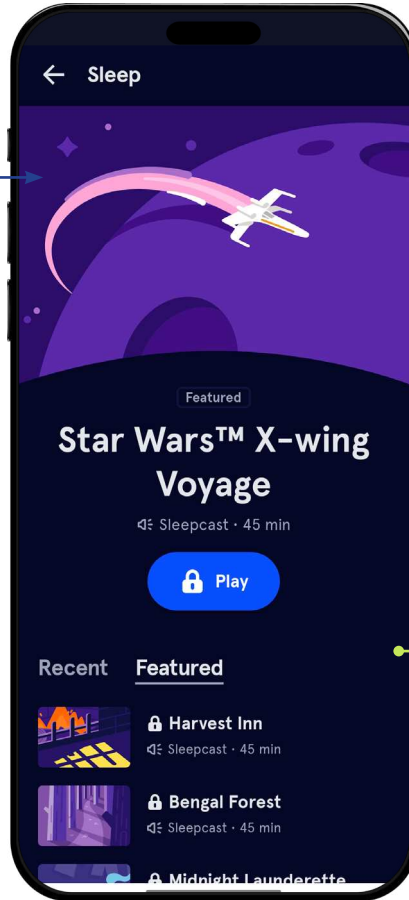 Sleep
Featured
Star Wars™ X-wing
Voyage
Sleepcast · 45 min
Play
Recent Featured
Harvest Inn
Sleepcast · 45 min
Bengal Forest
Sleepcast · 45 min
Midnight Launderette